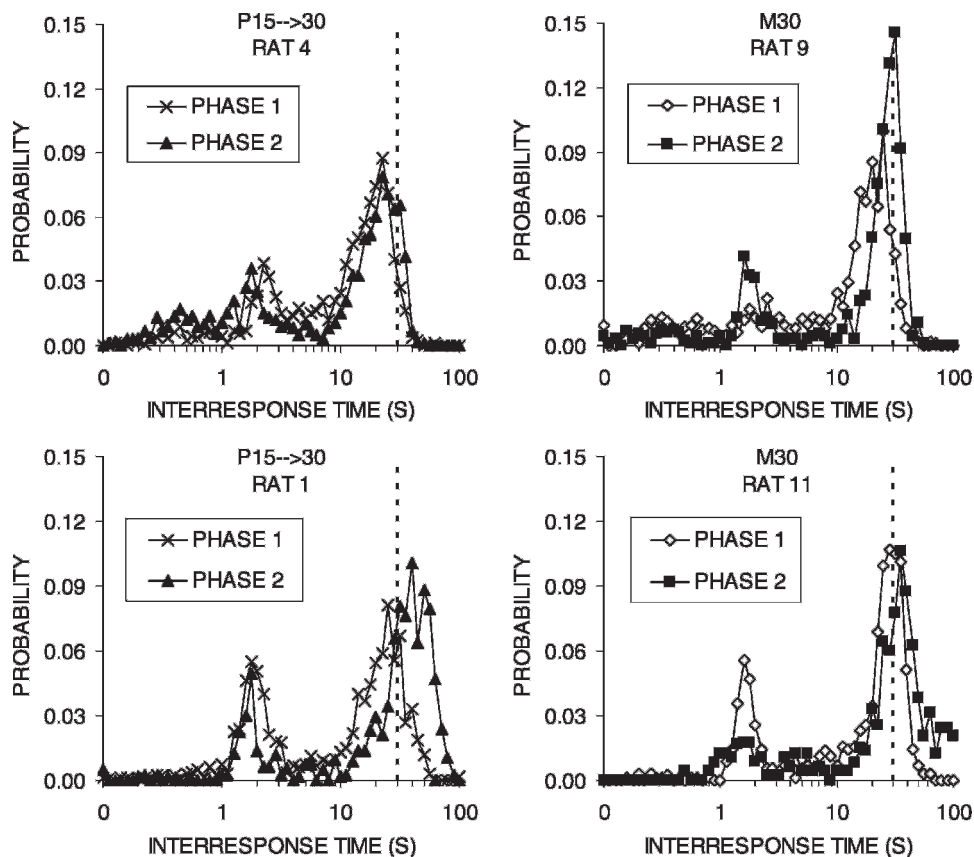 P15-->30
RAT 4
PHASE 1
PHASE 2
PROBABILITY
0.15
0.12
0.09
0.06
0.03
0.00
0 1 10 100
INTERRESPONSE TIME (S)
M30
RAT 9
PHASE 1
PHASE 2
PROBABILITY
0.15
0.12
0.09
0.06
0.03
0.00
0 1 10 100
INTERRESPONSE TIME (S)
P15-->30
RAT 1
PHASE 1
PHASE 2
PROBABILITY
0.15
0.12
0.09
0.06
0.03
0.00
0 1 10 100
INTERRESPONSE TIME (S)
M30
RAT 11
PHASE 1
PHASE 2
PROBABILITY
0.15
0.12
0.09
0.06
0.03
0.00
0 1 10 100
INTERRESPONSE TIME (S)